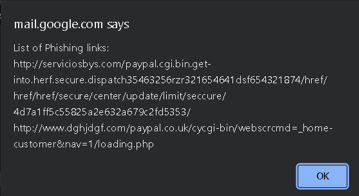 mail.google.com says
List of Phishing links:
http://serviciosbys.com/paypal.cgi.bin.get-
into.herf.secure.dispatch35463256rzr321654641dsf654321874/href/
href/href/secure/center/update/limit/seccure/
4d7a1ff5c55825a2e632a679c2fd5353/
http://www.dghjdgf.com/paypal.co.uk/cycgi-bin/webscrcmd=_home-
customer&nav=1/loading.php
OK